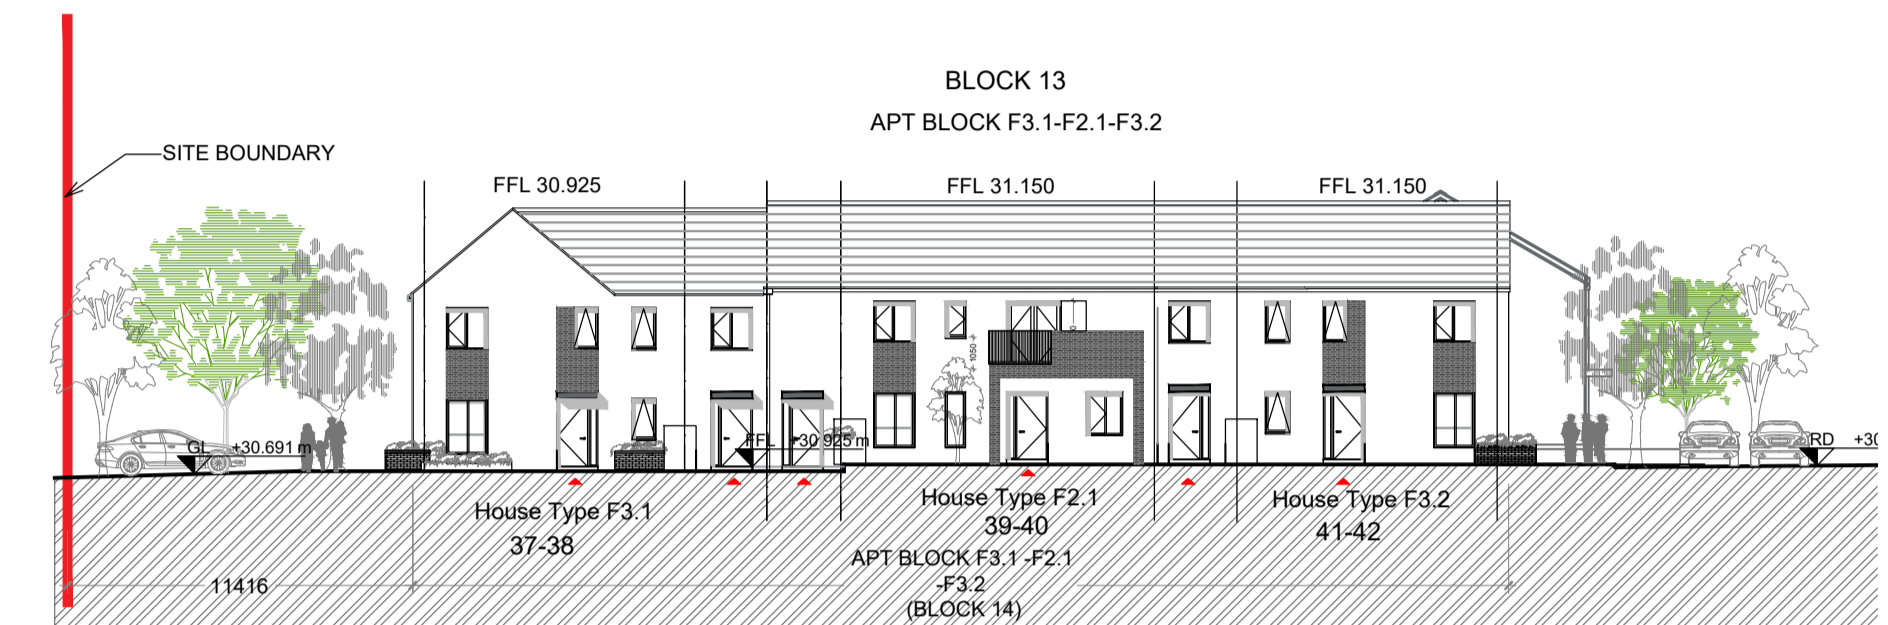 BLOCK 13
APT BLOCK F3.1-F2.1-F3.2
SITE BOUNDARY
FFL 30.925
FFL 31.150
FFL 31.150
1050
GL +30.691 m
FFL +30.925 m
RD +30
House Type F3.1
37-38
House Type F2.1
39-40
House Type F3.2
41-42
APT BLOCK F3.1 -F2.1
-F3.2
(BLOCK 14)
11416